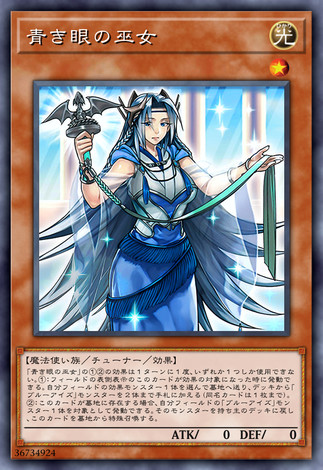 青き眼の巫女
光
【魔法使い族／チューナー／効果】
「青き眼の巫女」の①②の効果は１ターンに１度、いずれか１つしか使用できな
い。①：フィールドの表側表示のこのカードが効果の対象になった時に発動でき
る。自分フィールドの効果モンスター１体を選んで墓地へ送り、デッキから
「ブルーアイズ」モンスターを２体まで手札に加える（同名カードは１枚まで）。
②：このカードが墓地に存在する場合、自分フィールドの「ブルーアイズ」モン
スター１体を対象として発動できる。そのモンスターを持ち主のデッキに戻し、
このカードを墓地から特殊召喚する。
ATK/ 0 DEF/ 0
36734924